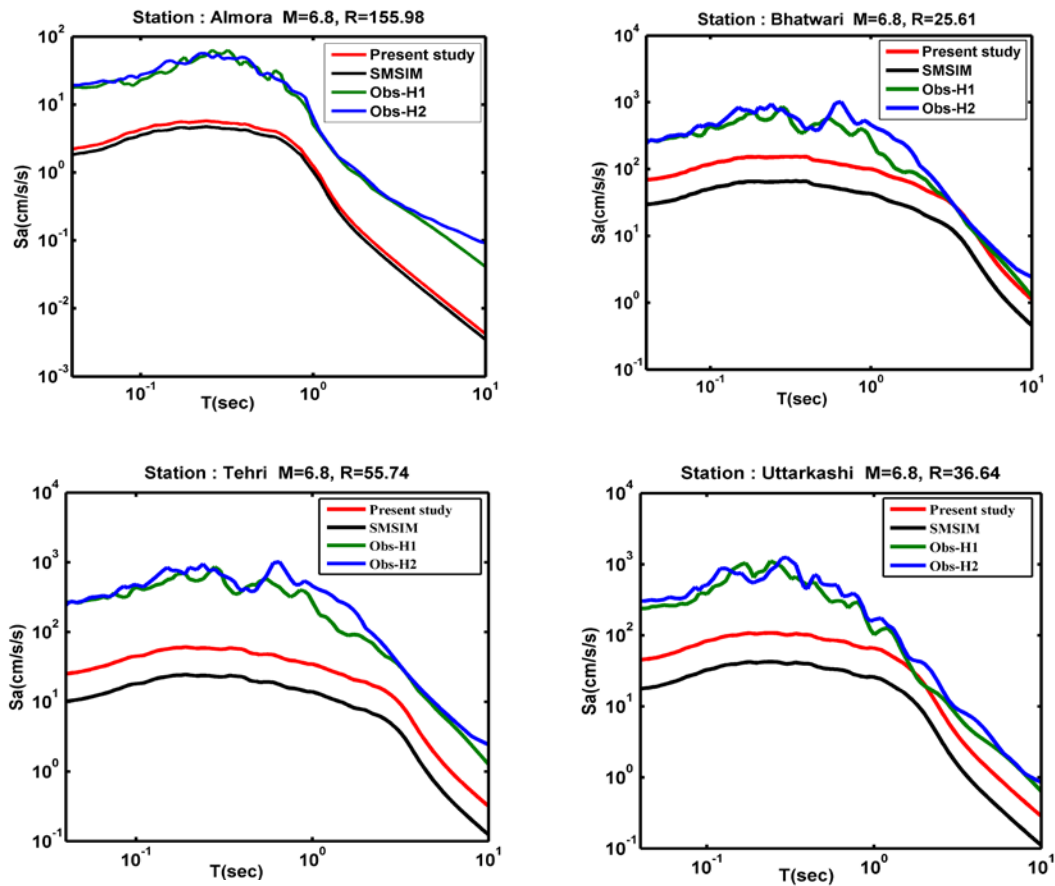 Station : Almora M=6.8, R=155.98
10^2
10^1
10^0
10^-1
10^-2
10^-3
Sa(cm/s/s)
Present study
SMSIM
Obs-H1
Obs-H2
10^-1
10^0
10^1
T(sec)
Station : Bhatwari M=6.8, R=25.61
10^4
10^3
10^2
10^1
10^0
10^-1
Sa(cm/s/s)
Present study
SMSIM
Obs-H1
Obs-H2
10^-1
10^0
10^1
T(sec)
Station : Tehri M=6.8, R=55.74
10^4
10^3
10^2
10^1
10^0
10^-1
Sa(cm/s/s)
Present study
SMSIM
Obs-H1
Obs-H2
10^-1
10^0
10^1
T(sec)
Station : Uttarkashi M=6.8, R=36.64
10^4
10^3
10^2
10^1
10^0
10^-1
Sa(cm/s/s)
Present study
SMSIM
Obs-H1
Obs-H2
10^-1
10^0
10^1
T(sec)